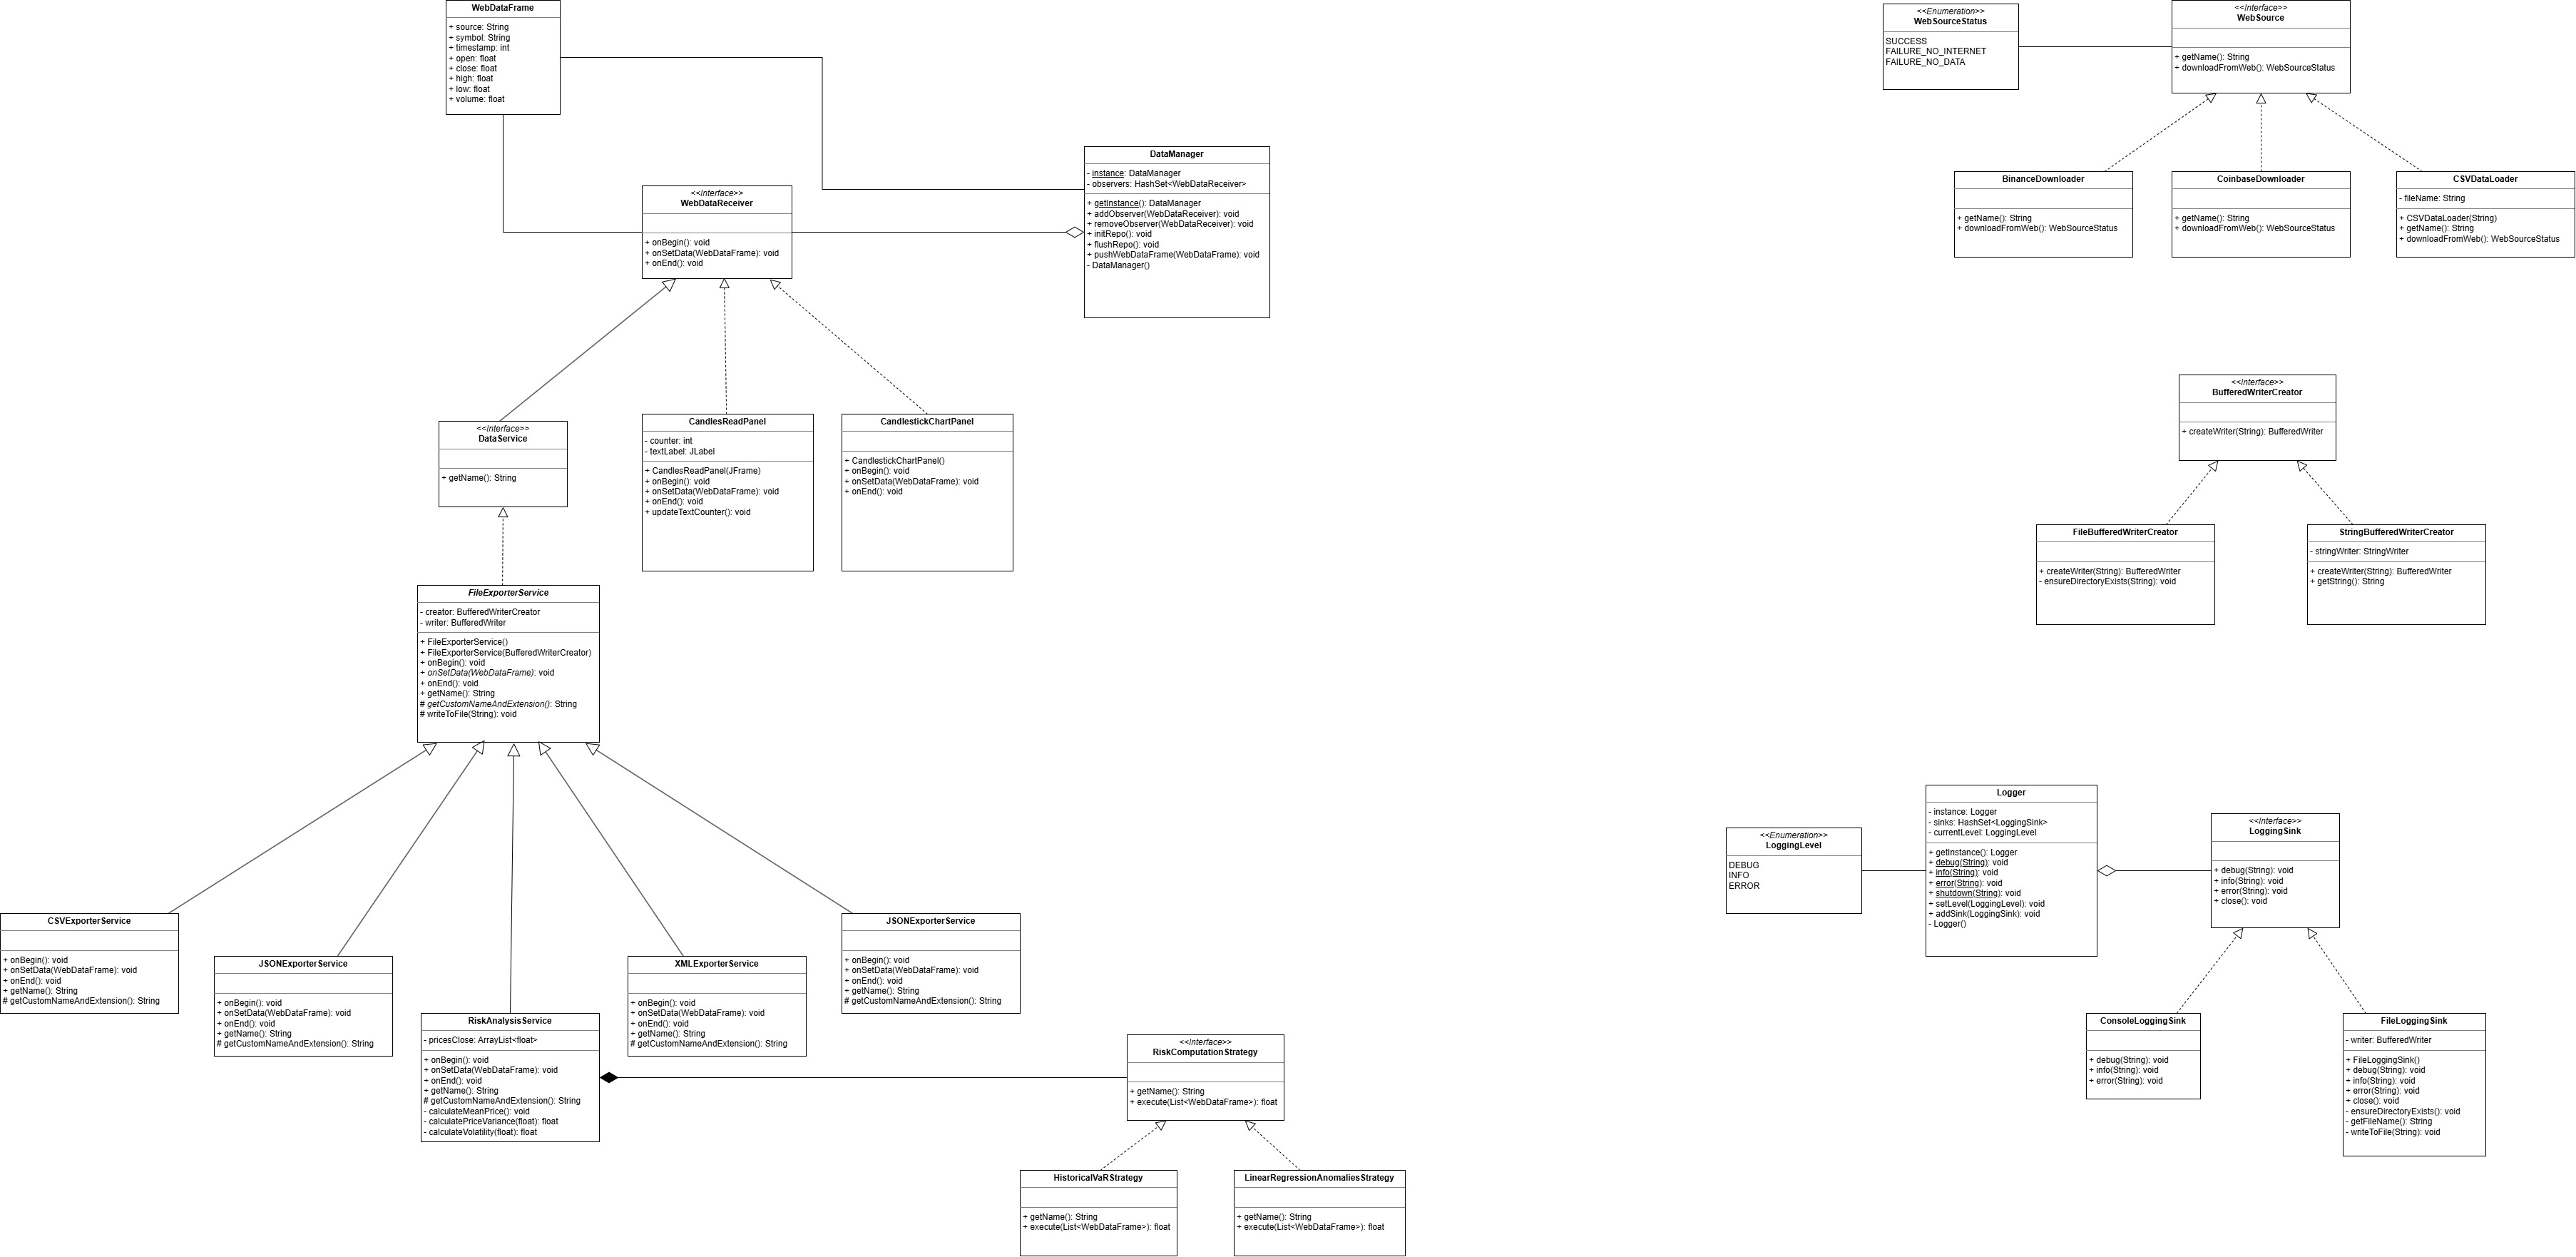 WebDataFrame
+ source: String
+ symbol: String
+ timestamp: int
+ open: float
+ close: float
+ high: float
+ low: float
+ volume: float
<<Enumeration>>
WebSourceStatus
SUCCESS
FAILURE_NO_INTERNET
FAILURE_NO_DATA
<<Interface>>
WebSource
+ getName(): String
+ downloadFromWeb(): WebSourceStatus
DataManager
- instance: DataManager
- observers: HashSet<WebDataReceiver>
+ getInstance(): DataManager
+ addObserver(WebDataReceiver): void
+ removeObserver(WebDataReceiver): void
+ initRepo(): void
+ flushRepo(): void
+ pushWebDataFrame(WebDataFrame): void
- DataManager()
<<Interface>>
WebDataReceiver
+ onBegin(): void
+ onSetData(WebDataFrame): void
+ onEnd(): void
BinanceDownloader
+ getName(): String
+ downloadFromWeb(): WebSourceStatus
CoinbaseDownloader
+ getName(): String
+ downloadFromWeb(): WebSourceStatus
CSVDataLoader
- fileName: String
+ CSVDataLoader(String)
+ getName(): String
+ downloadFromWeb(): WebSourceStatus
<<Interface>>
DataService
+ getName(): String
CandlesReadPanel
- counter: int
- textLabel: JLabel
+ CandlesReadPanel(JFrame)
+ onBegin(): void
+ onSetData(WebDataFrame): void
+ onEnd(): void
+ updateTextCounter(): void
CandlestickChartPanel
+ CandlestickChartPanel()
+ onBegin(): void
+ onSetData(WebDataFrame): void
+ onEnd(): void
<<Interface>>
BufferedWriterCreator
+ createWriter(String): BufferedWriter
FileBufferedWriterCreator
+ createWriter(String): BufferedWriter
- ensureDirectoryExists(String): void
StringBufferedWriterCreator
- stringWriter: StringWriter
+ createWriter(String): BufferedWriter
+ getString(): String
FileExporterService
- creator: BufferedWriterCreator
- writer: BufferedWriter
+ FileExporterService()
+ FileExporterService(BufferedWriterCreator)
+ onBegin(): void
+ onSetData(WebDataFrame): void
+ onEnd(): void
+ getName(): String
# getCustomNameAndExtension(): String
# writeToFile(String): void
<<Enumeration>>
LoggingLevel
DEBUG
INFO
ERROR
Logger
- instance: Logger
- sinks: HashSet<LoggingSink>
- currentLevel: LoggingLevel
+ getInstance(): Logger
+ debug(String): void
+ info(String): void
+ error(String): void
+ shutdown(String): void
+ setLevel(LoggingLevel): void
+ addSink(LoggingSink): void
- Logger()
<<Interface>>
LoggingSink
+ debug(String): void
+ info(String): void
+ error(String): void
+ close(): void
CSVExporterService
+ onBegin(): void
+ onSetData(WebDataFrame): void
+ onEnd(): void
+ getName(): String
# getCustomNameAndExtension(): String
JSONExporterService
+ onBegin(): void
+ onSetData(WebDataFrame): void
+ onEnd(): void
+ getName(): String
# getCustomNameAndExtension(): String
RiskAnalysisService
- pricesClose: ArrayList<float>
+ onBegin(): void
+ onSetData(WebDataFrame): void
+ onEnd(): void
+ getName(): String
# getCustomNameAndExtension(): String
- calculateMeanPrice(): void
- calculatePriceVariance(float): float
- calculateVolatility(float): float
XMLExporterService
+ onBegin(): void
+ onSetData(WebDataFrame): void
+ onEnd(): void
+ getName(): String
# getCustomNameAndExtension(): String
JSONExporterService
+ onBegin(): void
+ onSetData(WebDataFrame): void
+ onEnd(): void
+ getName(): String
# getCustomNameAndExtension(): String
<<Interface>>
RiskComputationStrategy
+ getName(): String
+ execute(List<WebDataFrame>): float
ConsoleLoggingSink
+ debug(String): void
+ info(String): void
+ error(String): void
FileLoggingSink
- writer: BufferedWriter
+ FileLoggingSink()
+ debug(String): void
+ info(String): void
+ error(String): void
+ close(): void
- ensureDirectoryExists(): void
- getFileName(): String
- writeToFile(String): void
HistoricalVaRStrategy
+ getName(): String
+ execute(List<WebDataFrame>): float
LinearRegressionAnomaliesStrategy
+ getName(): String
+ execute(List<WebDataFrame>): float